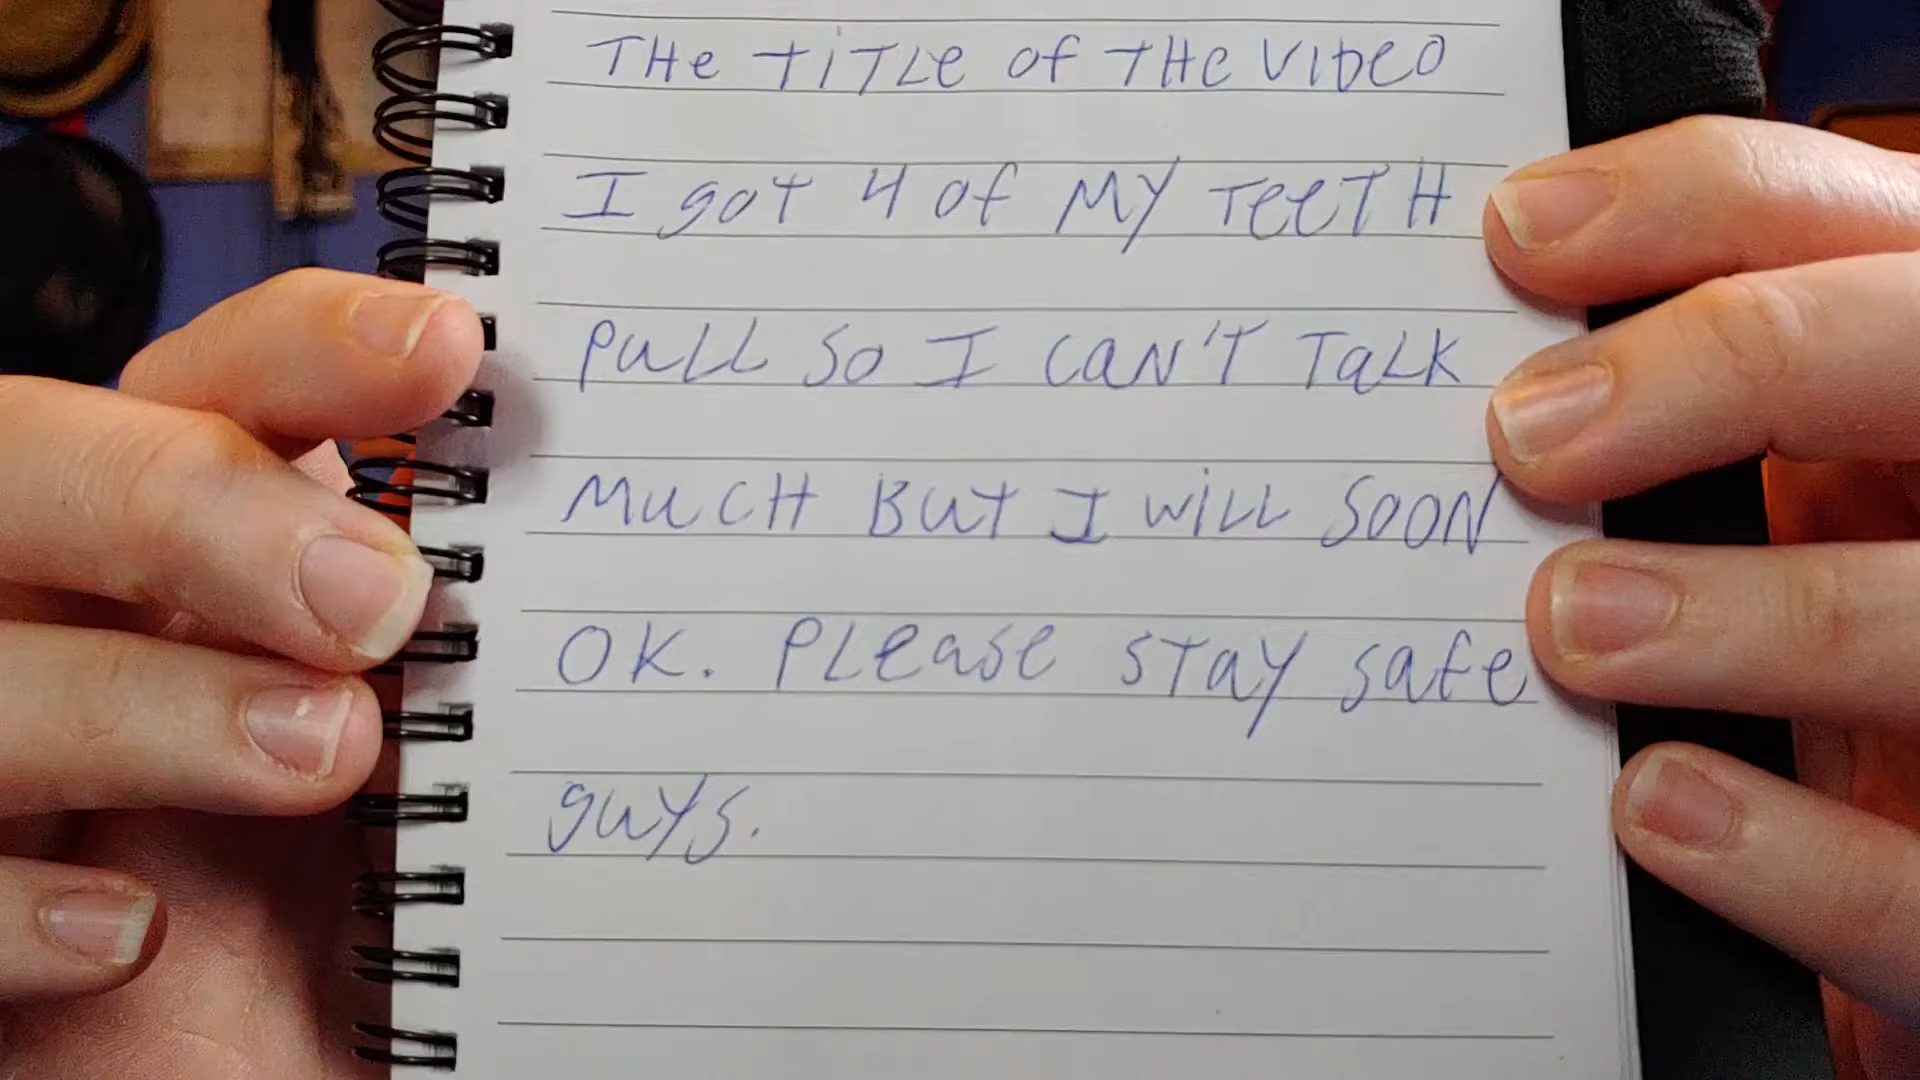 THe TiTLe of THe ViDeO
I got 4 of MY TeeTH
PuLL So I CAN'T TaLK
MuCH But I WiLL SOON
OK. PLease STay safe
guys.